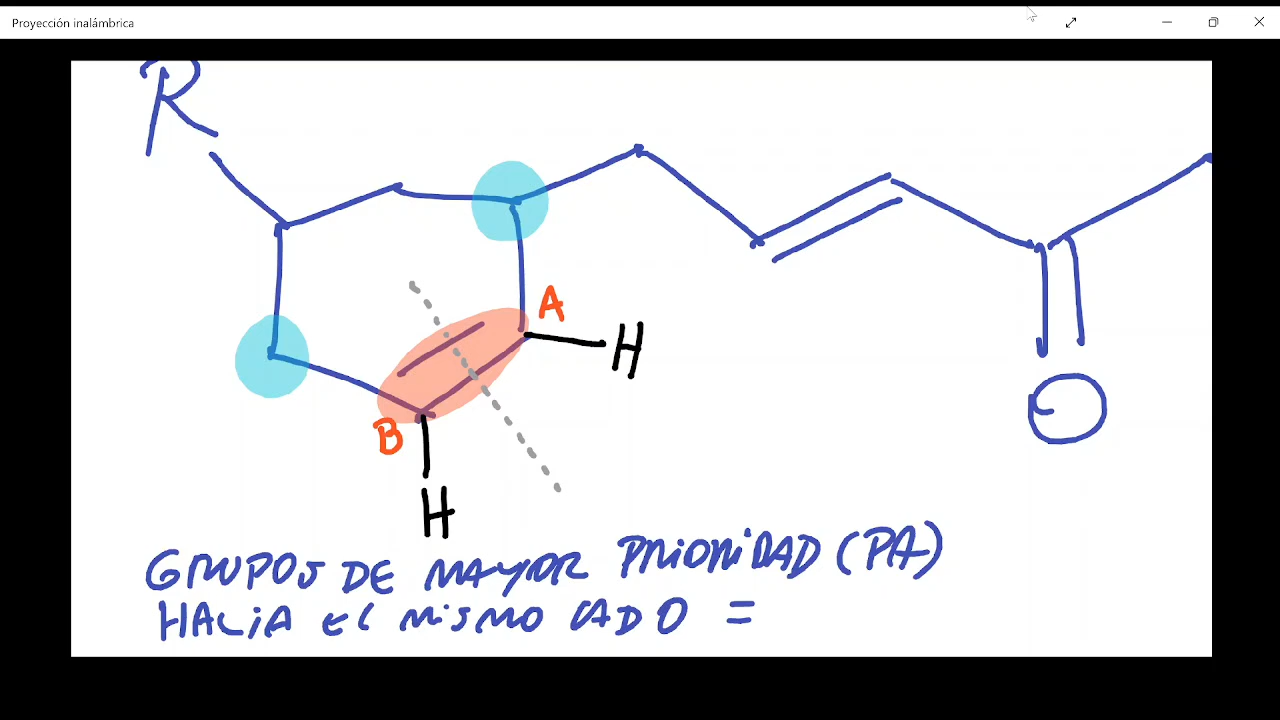 Proyección inalámbrica
R
A
H
B
H
O
GRUPOS DE MAYOR PRIORIDAD (PA)
HACIA EL MISMO LADO =